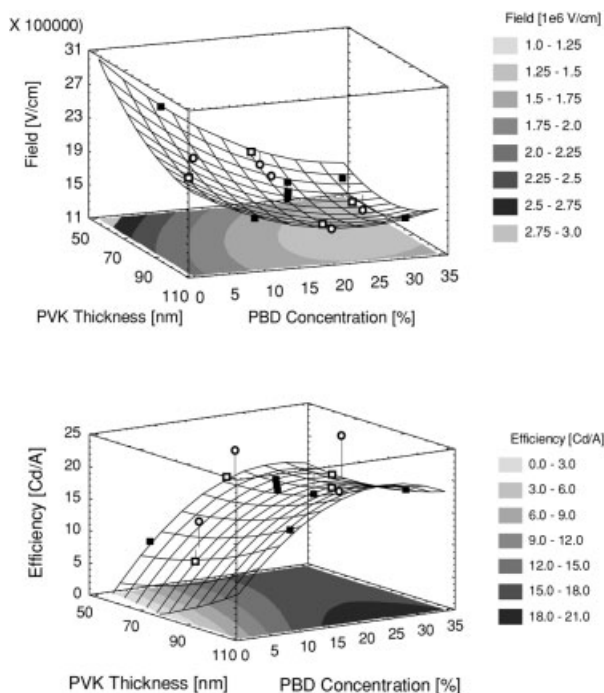 X 100000)
31
27
23
19
15
11
Field [V/cm]
50
70
90
110
0 5 10 15 20 25 30 35
PVK Thickness [nm]
PBD Concentration [%]
Field [1e6 V/cm]
1.0 - 1.25
1.25 - 1.5
1.5 - 1.75
1.75 - 2.0
2.0 - 2.25
2.25 - 2.5
2.5 - 2.75
2.75 - 3.0
25
20
15
10
5
0
Efficiency [Cd/A]
50
70
90
110
0 5 10 15 20 25 30 35
PVK Thickness [nm]
PBD Concentration [%]
Efficiency [Cd/A]
0.0 - 3.0
3.0 - 6.0
6.0 - 9.0
9.0 - 12.0
12.0 - 15.0
15.0 - 18.0
18.0 - 21.0